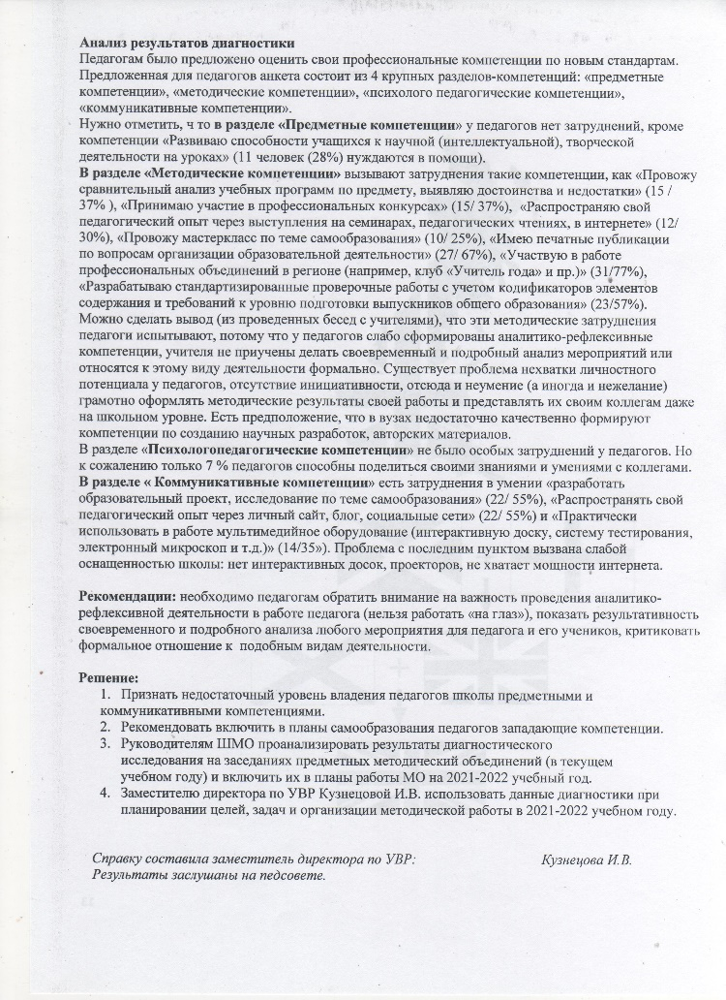 Анализ результатов диагностики
Педагогам было предложено оценить свои профессиональные компетенции по новым стандартам.
Предложенная для педагогов анкета состоит из 4 крупных разделов-компетенций: «предметные
компетенции», «методические компетенции», «психолого педагогические компетенции»,
«коммуникативные компетенции».
Нужно отметить, ч то в разделе «Предметные компетенции» у педагогов нет затруднений, кроме
компетенции «Развиваю способности учащихся к научной (интеллектуальной), творческой
деятельности на уроках» (11 человек (28%) нуждаются в помощи).
В разделе «Методические компетенции» вызывают затруднения такие компетенции, как «Провожу
сравнительный анализ учебных программ по предмету, выявляю достоинства и недостатки» (15 /
37% ), «Принимаю участие в профессиональных конкурсах» (15/ 37%), «Распространяю свой
педагогический опыт через выступления на семинарах, педагогических чтениях, в интернете» (12/
30%), «Провожу мастеркласс по теме самообразования» (10/ 25%), «Имею печатные публикации
по вопросам организации образовательной деятельности» (27/ 67%), «Участвую в работе
профессиональных объединений в регионе (например, клуб «Учитель года» и пр.)» (31/77%),
«Разрабатываю стандартизированные проверочные работы с учетом кодификаторов элементов
содержания и требований к уровню подготовки выпускников общего образования» (23/57%).
Можно сделать вывод (из проведенных бесед с учителями), что эти методические затруднения
педагоги испытывают, потому что у педагогов слабо сформированы аналитико-рефлексивные
компетенции, учителя не приучены делать своевременный и подробный анализ мероприятий или
относятся к этому виду деятельности формально. Существует проблема нехватки личностного
потенциала у педагогов, отсутствие инициативности, отсюда и неумение (а иногда и нежелание)
грамотно оформлять методические результаты своей работы и представлять их своим коллегам даже
на школьном уровне. Есть предположение, что в вузах недостаточно качественно формируют
компетенции по созданию научных разработок, авторских материалов.
В разделе «Психологопедагогические компетенции» не было особых затруднений у педагогов. Но
к сожалению только 7 % педагогов способны поделиться своими знаниями и умениями с коллегами.
В разделе « Коммуникативные компетенции» есть затруднения в умении «разработать
образовательный проект, исследование по теме самообразования» (22/ 55%), «Распространять свой
педагогический опыт через личный сайт, блог, социальные сети» (22/ 55%) и «Практически
использовать в работе мультимедийное оборудование (интерактивную доску, систему тестирования,
электронный микроскоп и т.д.)» (14/35»). Проблема с последним пунктом вызвана слабой
оснащенностью школы: нет интерактивных досок, проекторов, не хватает мощности интернета.
Рекомендации: необходимо педагогам обратить внимание на важность проведения аналитико-
рефлексивной деятельности в работе педагога (нельзя работать «на глаз»), показать результативность
своевременного и подробного анализа любого мероприятия для педагога и его учеников, критиковать
формальное отношение к подобным видам деятельности.
Решение:
1. Признать недостаточный уровень владения педагогов школы предметными и
коммуникативными компетенциями.
2. Рекомендовать включить в планы самообразования педагогов западающие компетенции.
3. Руководителям ШМО проанализировать результаты диагностического
исследования на заседаниях предметных методический объединений (в текущем
учебном году) и включить их в планы работы МО на 2021-2022 учебный год.
4. Заместителю директора по УВР Кузнецовой И.В. использовать данные диагностики при
планировании целей, задач и организации методической работы в 2021-2022 учебном году.
Справку составила заместитель директора по УВР: Кузнецова И.В.
Результаты заслушаны на педсовете.